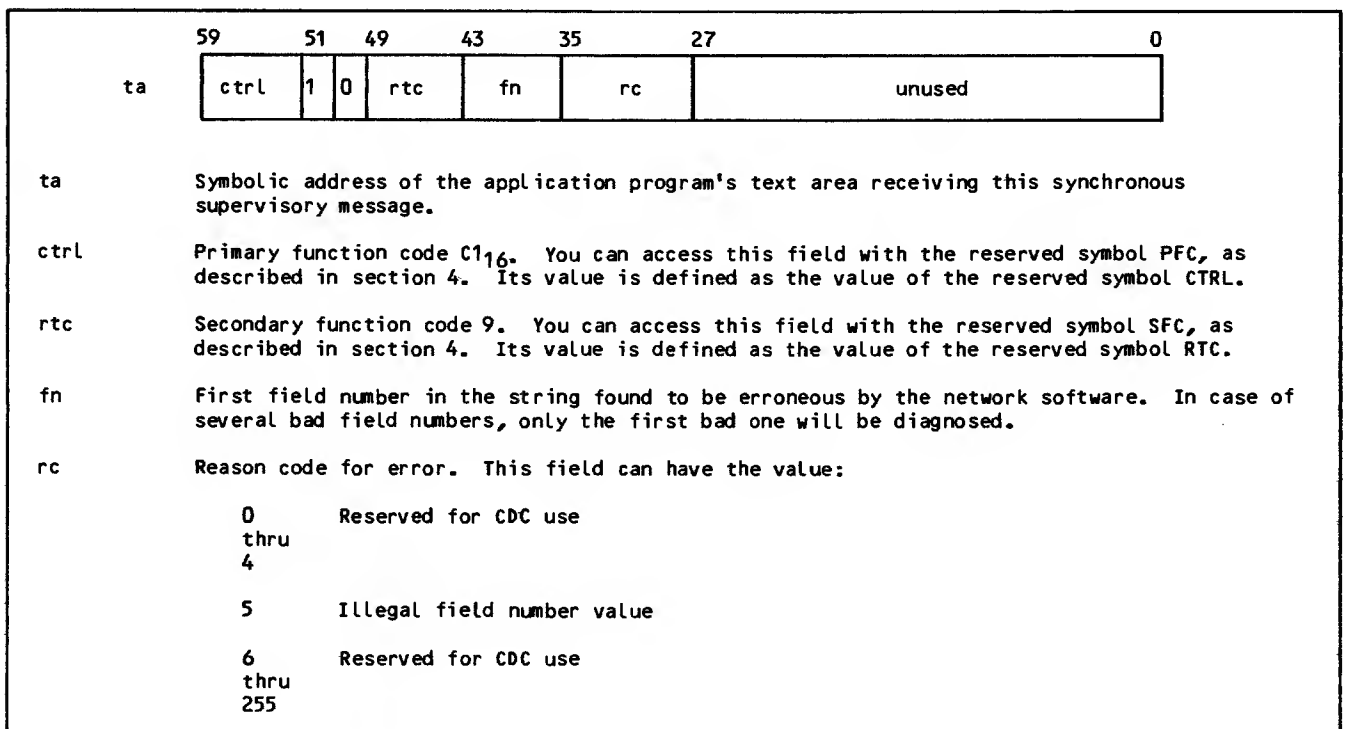 59 51 49 43 35 27 0
ta ctrl 1 0 rtc fn rc unused
ta Symbolic address of the application program's text area receiving this synchronous
supervisory message.
ctrl Primary function code C1₁₆. You can access this field with the reserved symbol PFC, as
described in section 4. Its value is defined as the value of the reserved symbol CTRL.
rtc Secondary function code 9. You can access this field with the reserved symbol SFC, as
described in section 4. Its value is defined as the value of the reserved symbol RTC.
fn First field number in the string found to be erroneous by the network software. In case of
several bad field numbers, only the first bad one will be diagnosed.
rc Reason code for error. This field can have the value:
0 Reserved for CDC use
thru
4
5 Illegal field number value
6 Reserved for CDC use
thru
255